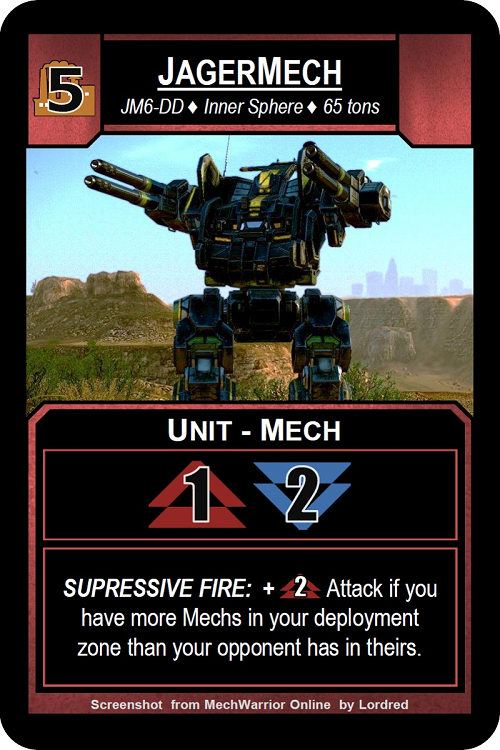 5
JAGERMECH
JM6-DD ♦ Inner Sphere ♦ 65 tons
UNIT - MECH
1 2
SUPRESSIVE FIRE: + 2 Attack if you
have more Mechs in your deployment
zone than your opponent has in theirs.
Screenshot from MechWarrior Online by Lordred